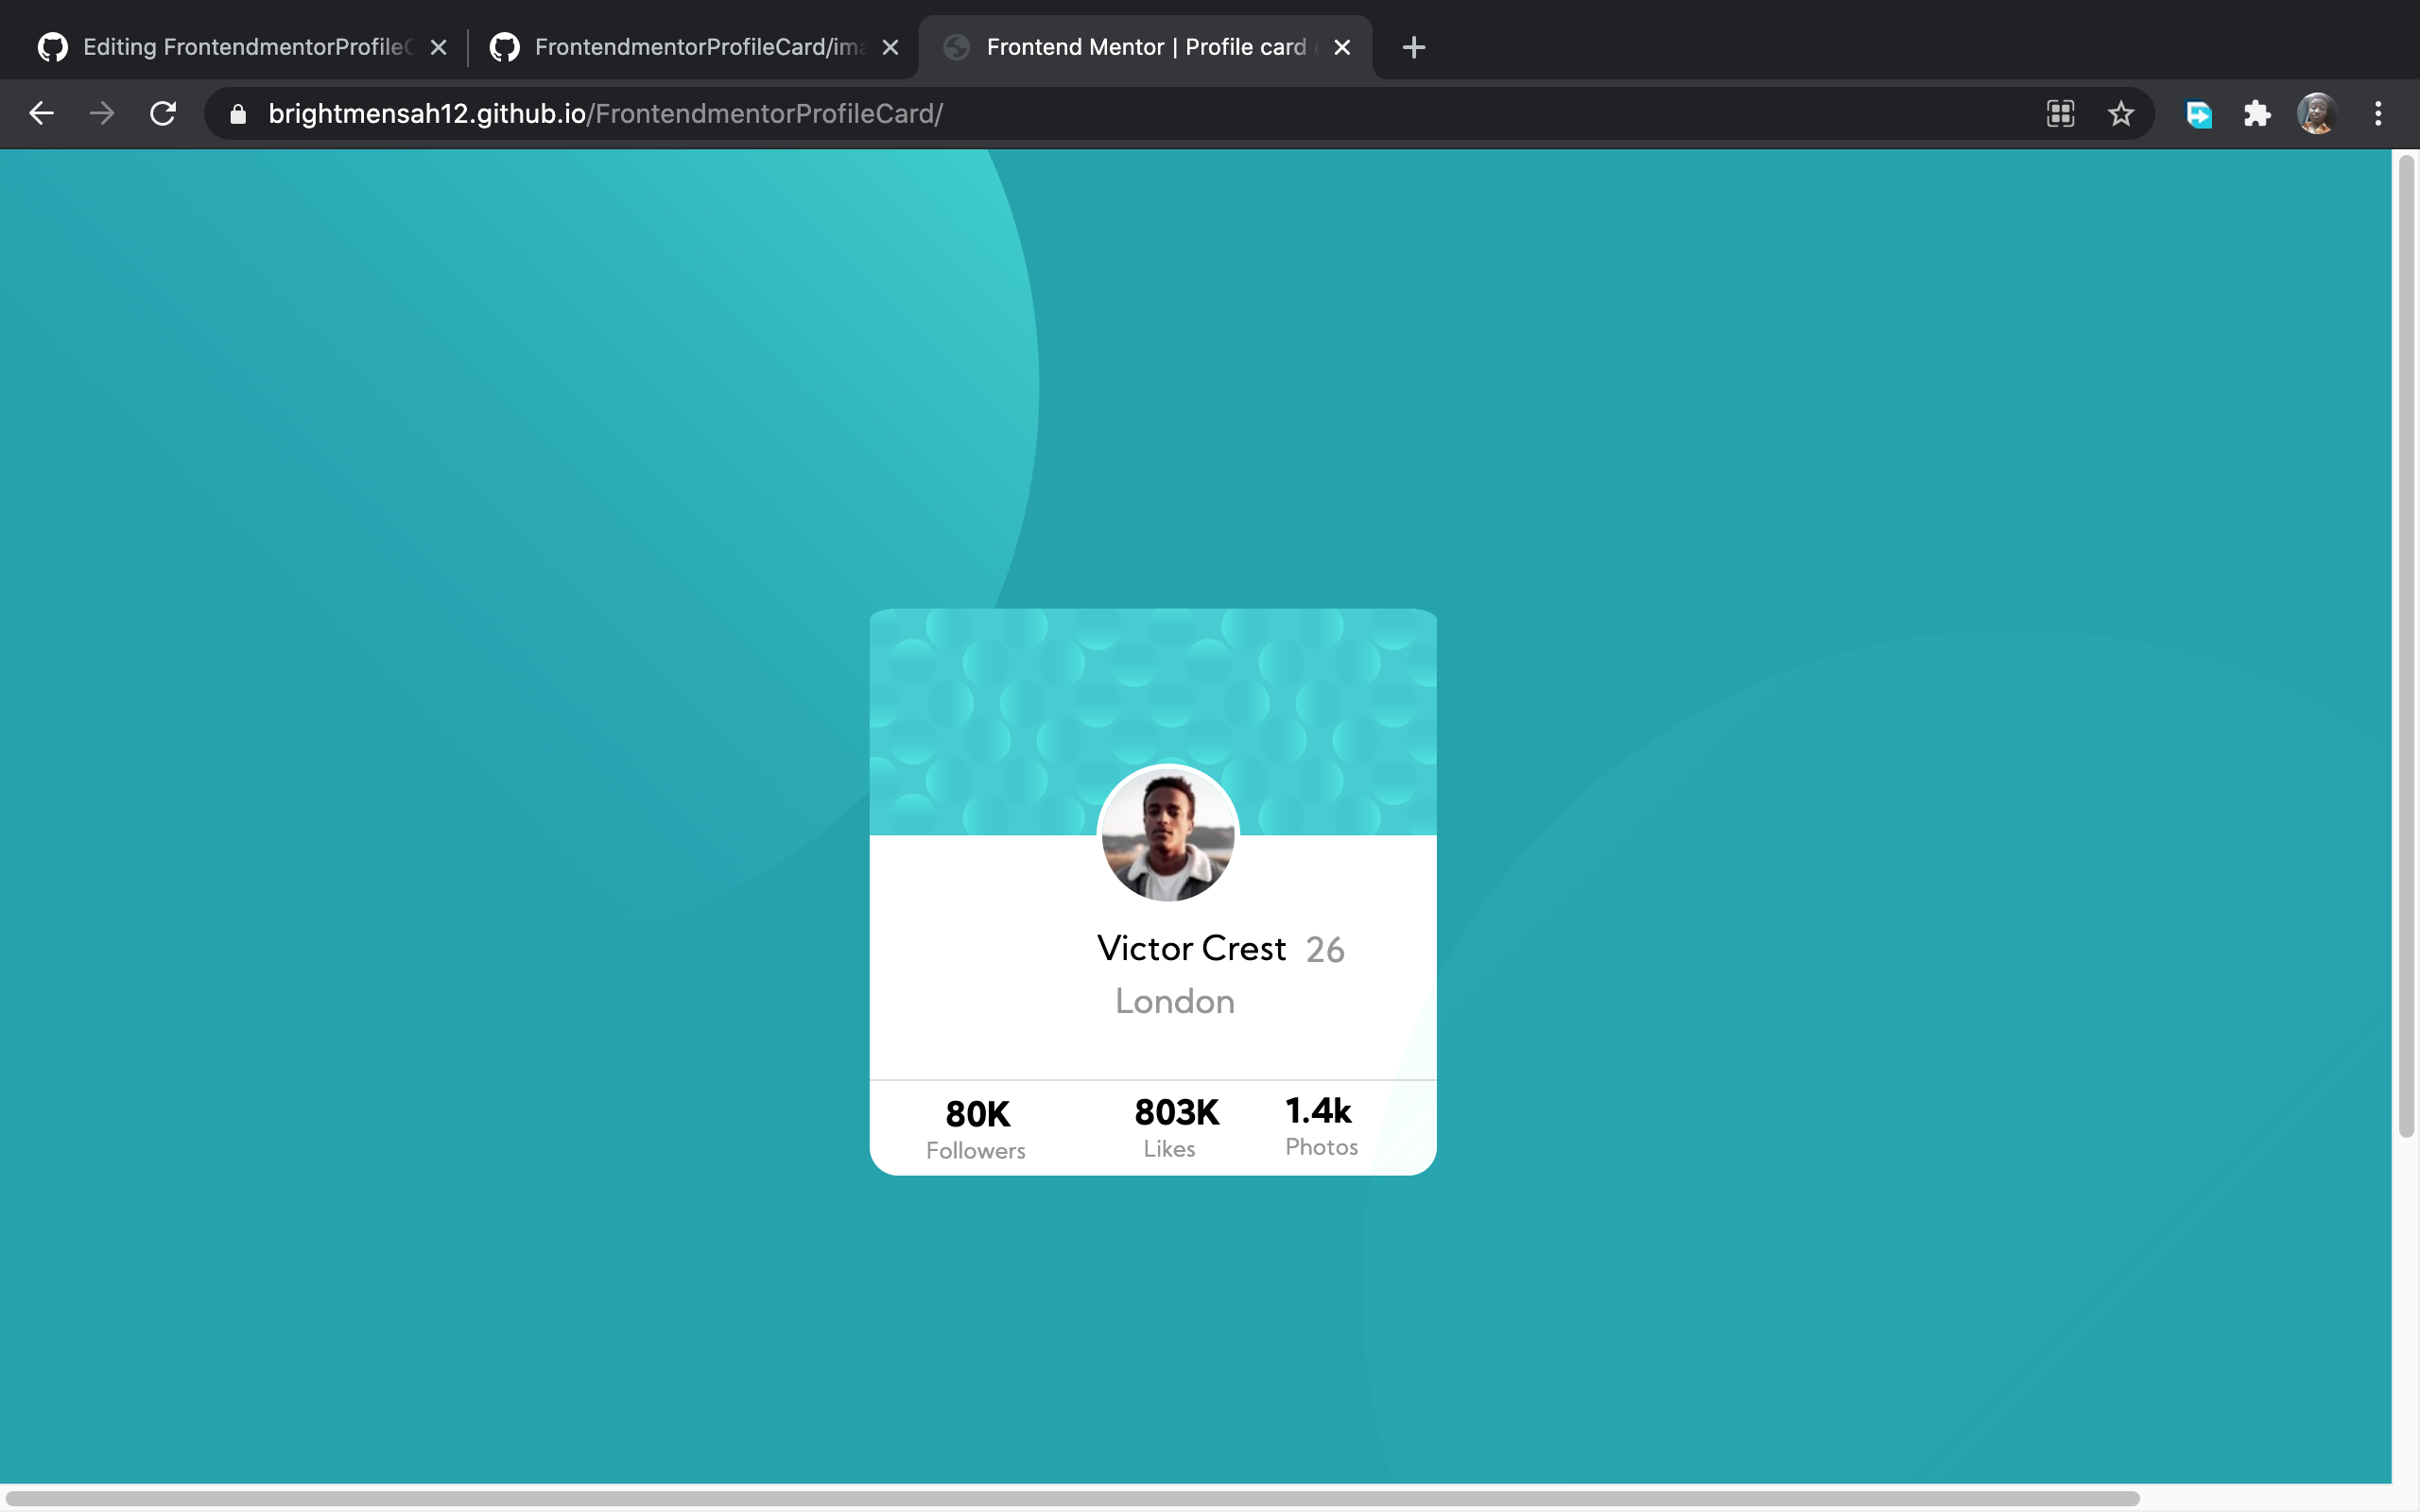 Editing FrontendmentorProfileC
FrontendmentorProfileCard/ima
Frontend Mentor | Profile card
brightmensah12.github.io/FrontendmentorProfileCard/
Victor Crest 26
London
80K 803K 1.4k
Followers Likes Photos